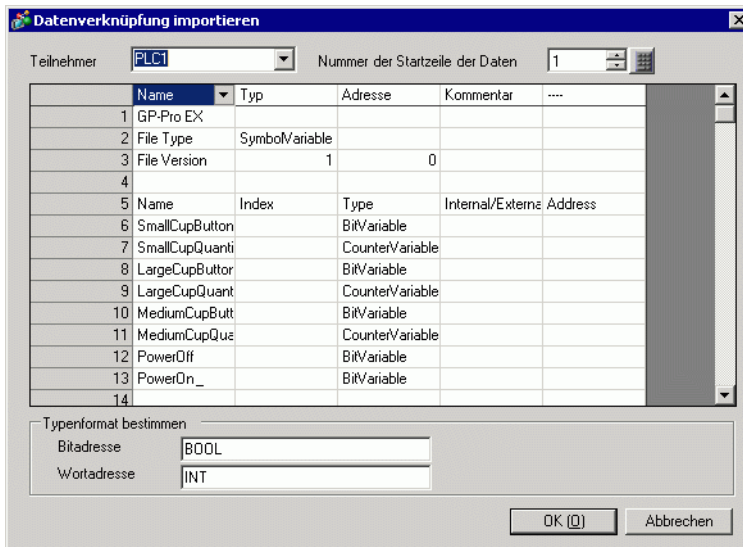 Datenverknüpfung importieren
Teilnehmer PLC1 Nummer der Startzeile der Daten 1
Name Typ Adresse Kommentar ----
1 GP-Pro EX
2 File Type SymbolVariable
3 File Version 1 0
4
5 Name Index Type Internal/Externa Address
6 SmallCupButton BitVariable
7 SmallCupQuanti CounterVariable
8 LargeCupButtor BitVariable
9 LargeCupQuant CounterVariable
10 MediumCupButt BitVariable
11 MediumCupQua CounterVariable
12 PowerOff BitVariable
13 PowerOn_ BitVariable
14
Typenformat bestimmen
Bitadresse BOOL
Wortadresse INT
OK (O) Abbrechen